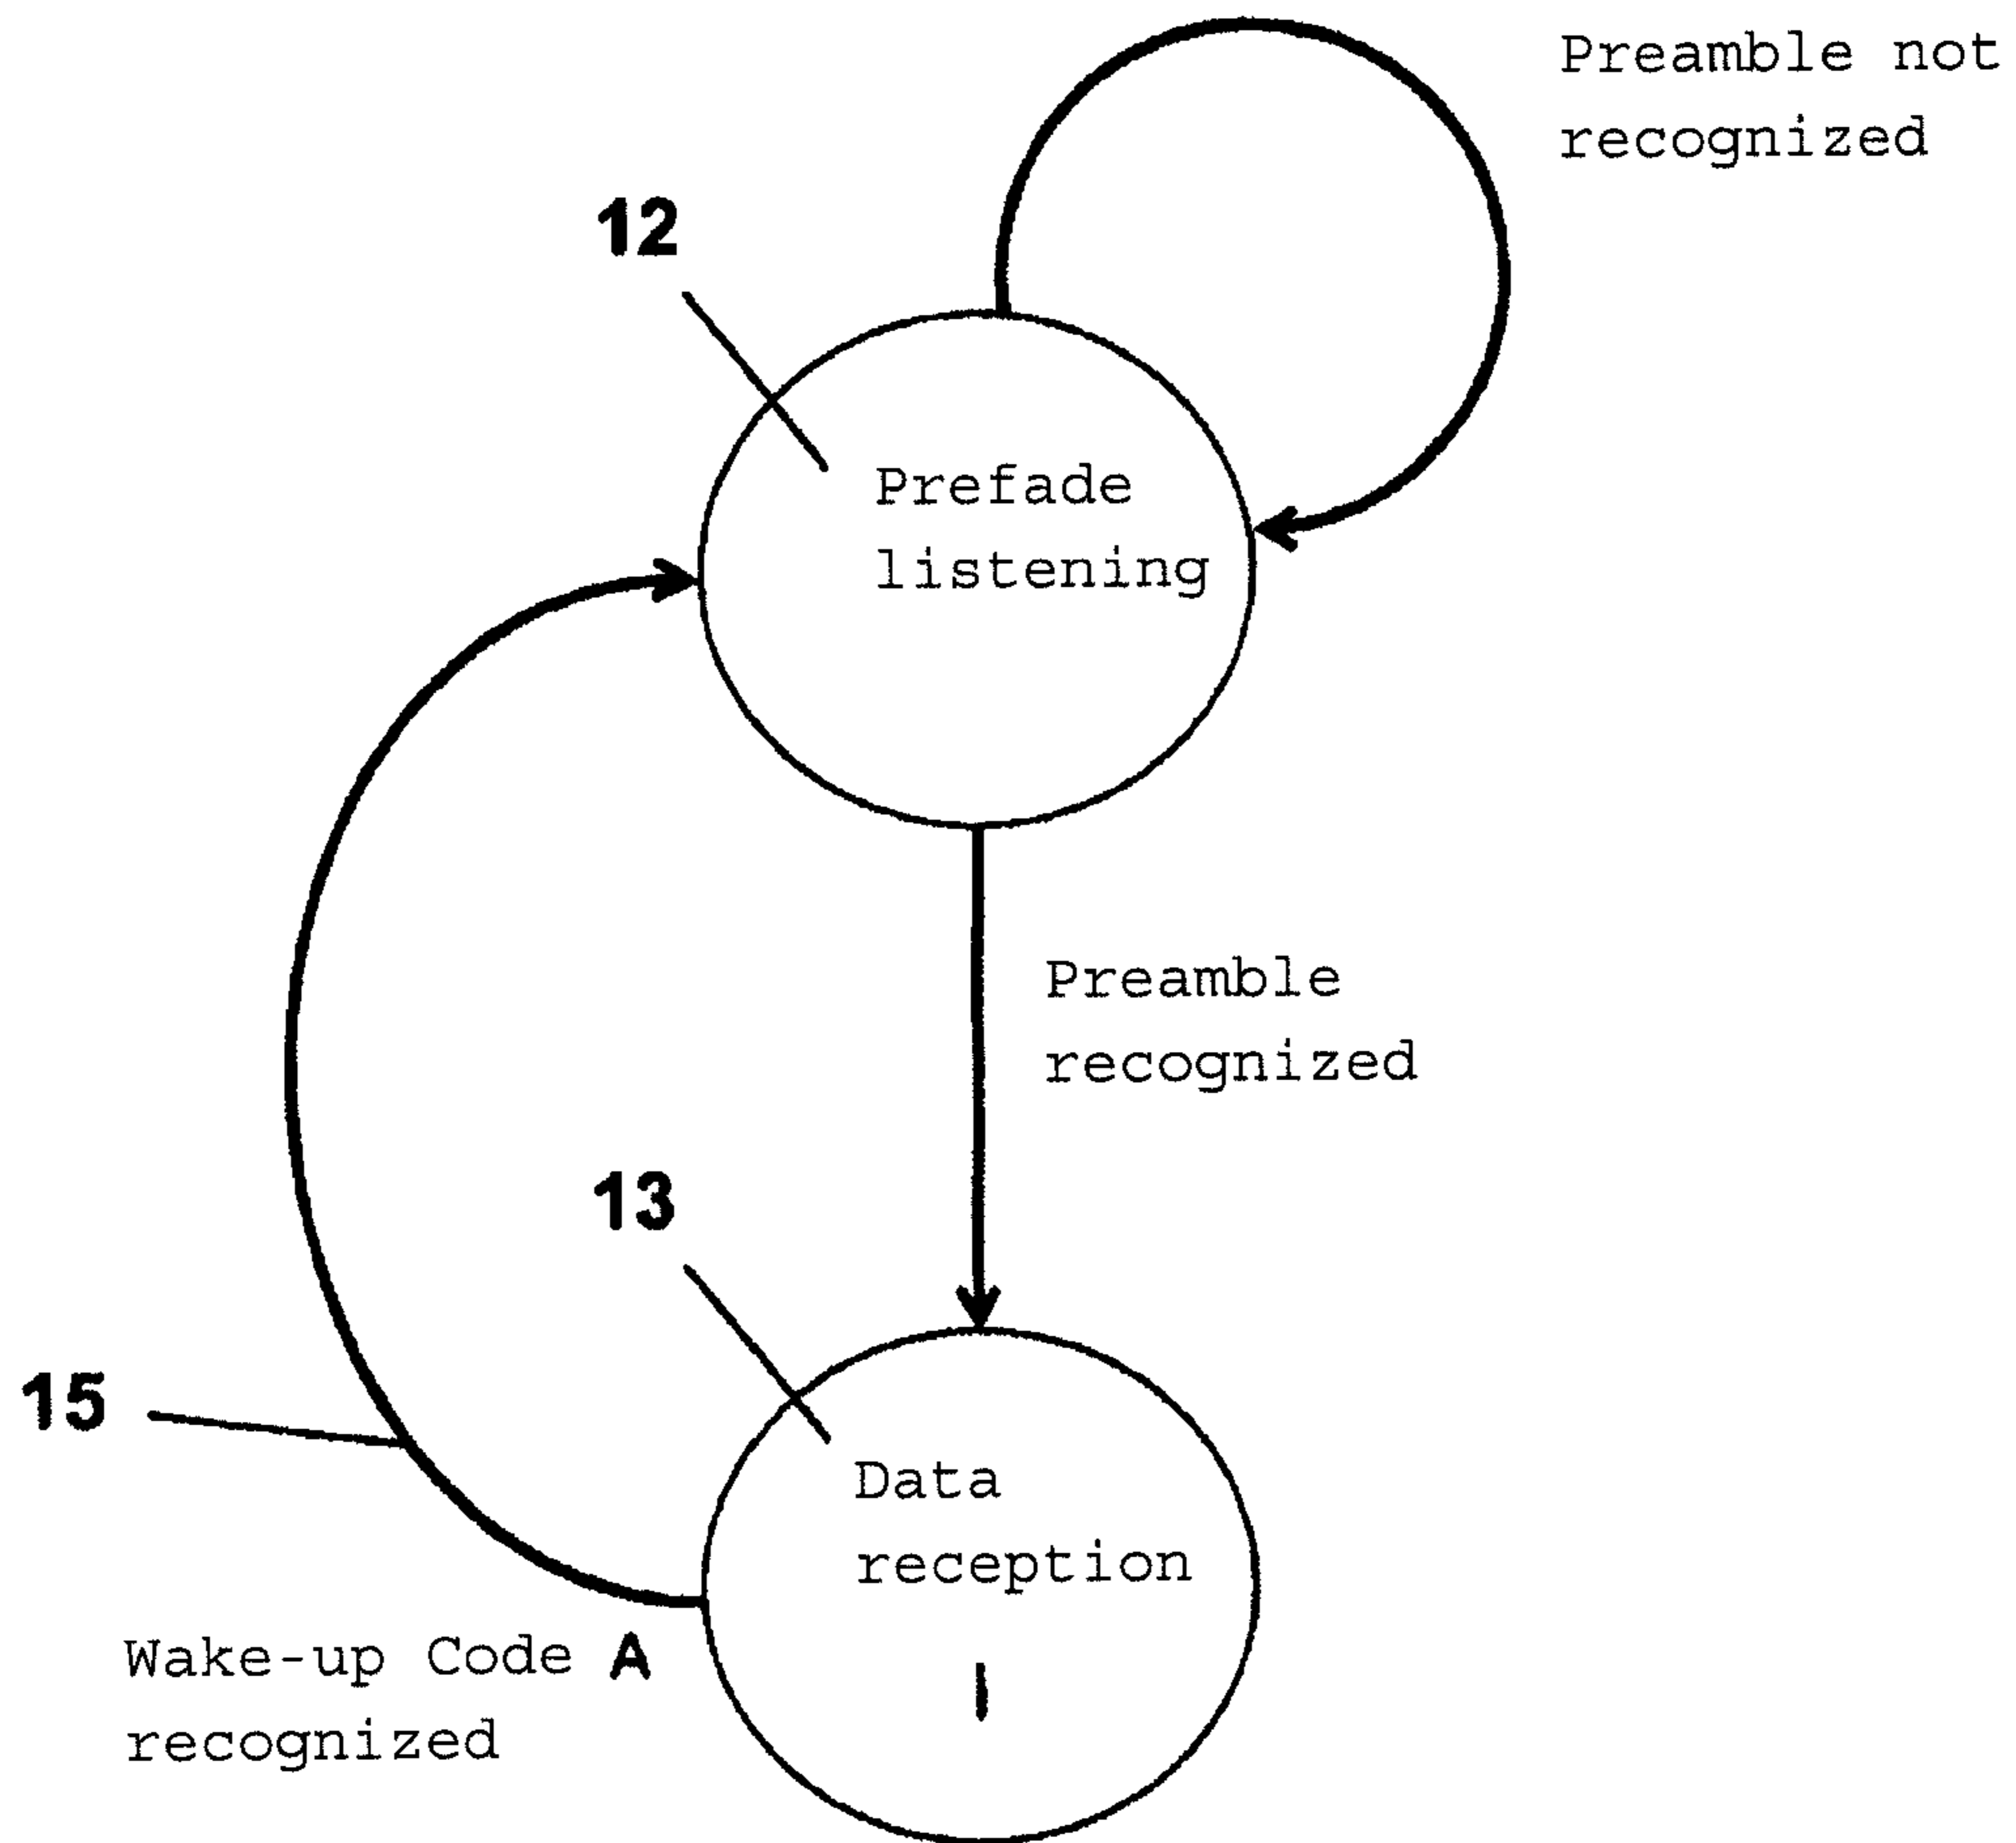 Preamble not
recognized
12
Prefade
listening
Preamble
recognized
13
15
Data
reception
Wake-up Code A
recognized
I